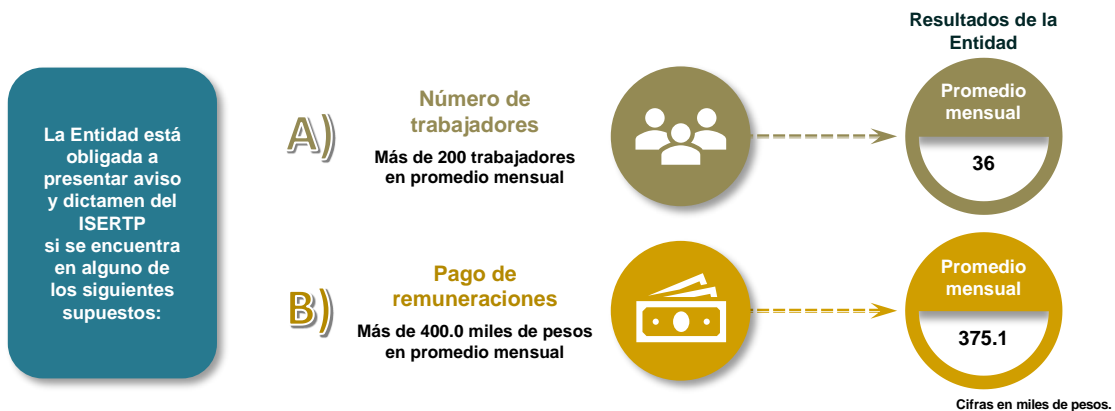 La Entidad está
obligada a
presentar aviso
y dictamen del
ISERTP
si se encuentra
en alguno de
los siguientes
supuestos:
A)
Número de
trabajadores
Más de 200 trabajadores
en promedio mensual
Resultados de la
Entidad
Promedio
mensual
36
B)
Pago de
remuneraciones
Más de 400.0 miles de pesos
en promedio mensual
Promedio
mensual
375.1
Cifras en miles de pesos.